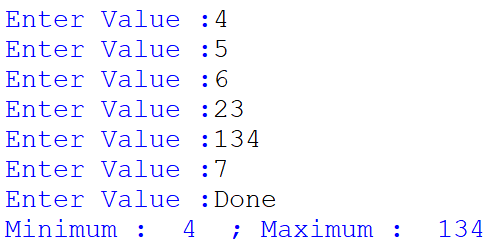 Enter Value :4
Enter Value :5
Enter Value :6
Enter Value :23
Enter Value :134
Enter Value :7
Enter Value :Done
Minimum :  4  ; Maximum :  134